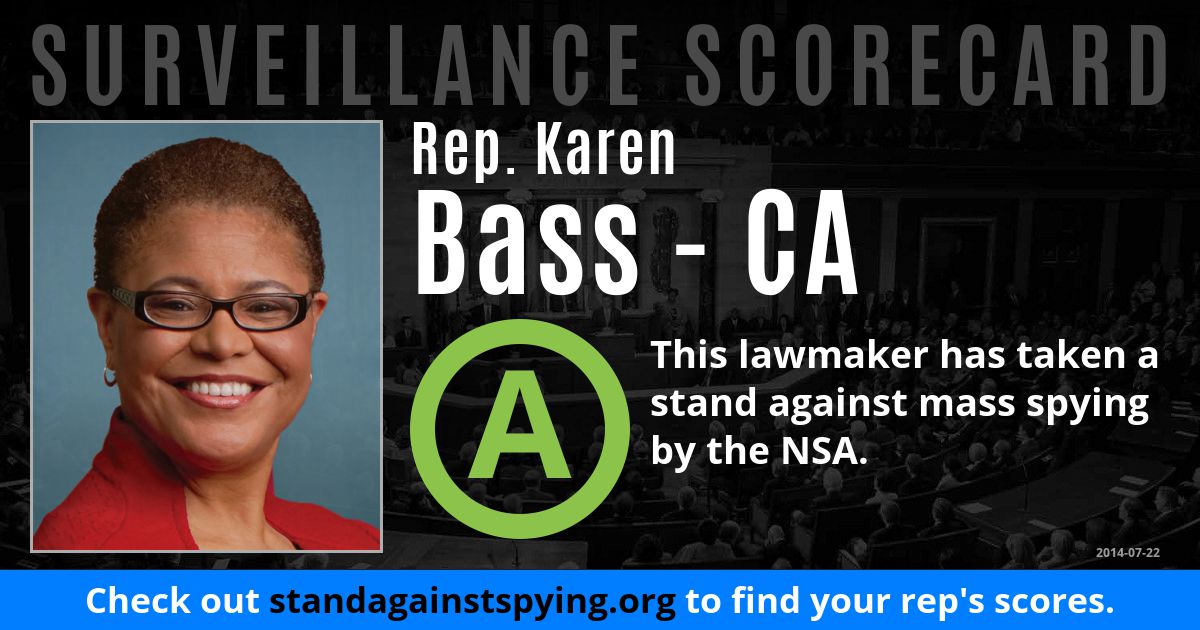 SURVEILLANCE SCORECARD
Rep. Karen
Bass - CA
A
This lawmaker has taken a
stand against mass spying
by the NSA.
2014-07-22
Check out standagainstspying.org to find your rep's scores.